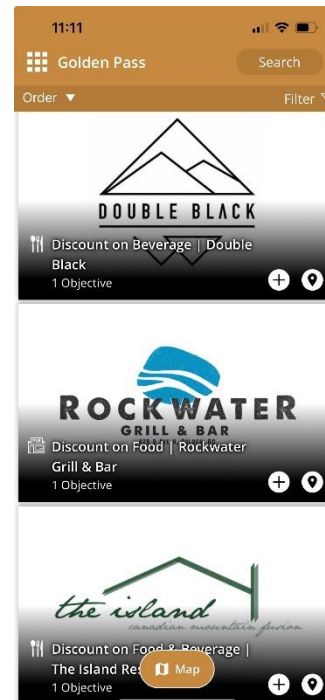 11:11
Golden Pass
Search
Order
Filter
DOUBLE BLACK
Discount on Beverage | Double
Black
1 Objective
ROCKWATER
GRILL & BAR
Discount on Food | Rockwater
Grill & Bar
1 Objective
the island
canadian mountain fusion
Discount on Food & Beverage |
The Island Res
Map
1 Objective